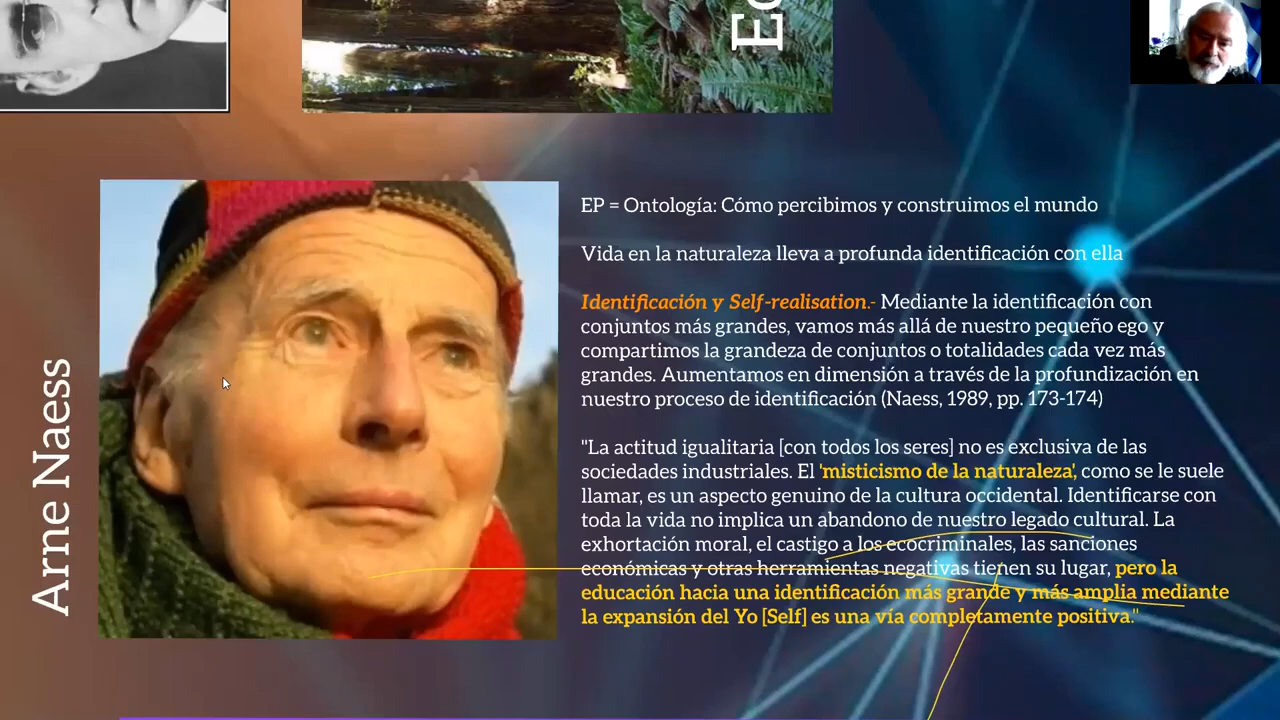 Ec
Arne Naess
EP = Ontología: Cómo percibimos y construimos el mundo
Vida en la naturaleza lleva a profunda identificación con ella
Identificación y Self-realisation.- Mediante la identificación con
conjuntos más grandes, vamos más allá de nuestro pequeño ego y
compartimos la grandeza de conjuntos o totalidades cada vez más
grandes. Aumentamos en dimensión a través de la profundización en
nuestro proceso de identificación (Naess, 1989, pp. 173-174)
"La actitud igualitaria [con todos los seres] no es exclusiva de las
sociedades industriales. El 'misticismo de la naturaleza', como se le suele
llamar, es un aspecto genuino de la cultura occidental. Identificarse con
toda la vida no implica un abandono de nuestro legado cultural. La
exhortación moral, el castigo a los ecocriminales, las sanciones
económicas y otras herramientas negativas tienen su lugar, pero la
educación hacia una identificación más grande y más amplia mediante
la expansión del Yo [Self] es una vía completamente positiva."